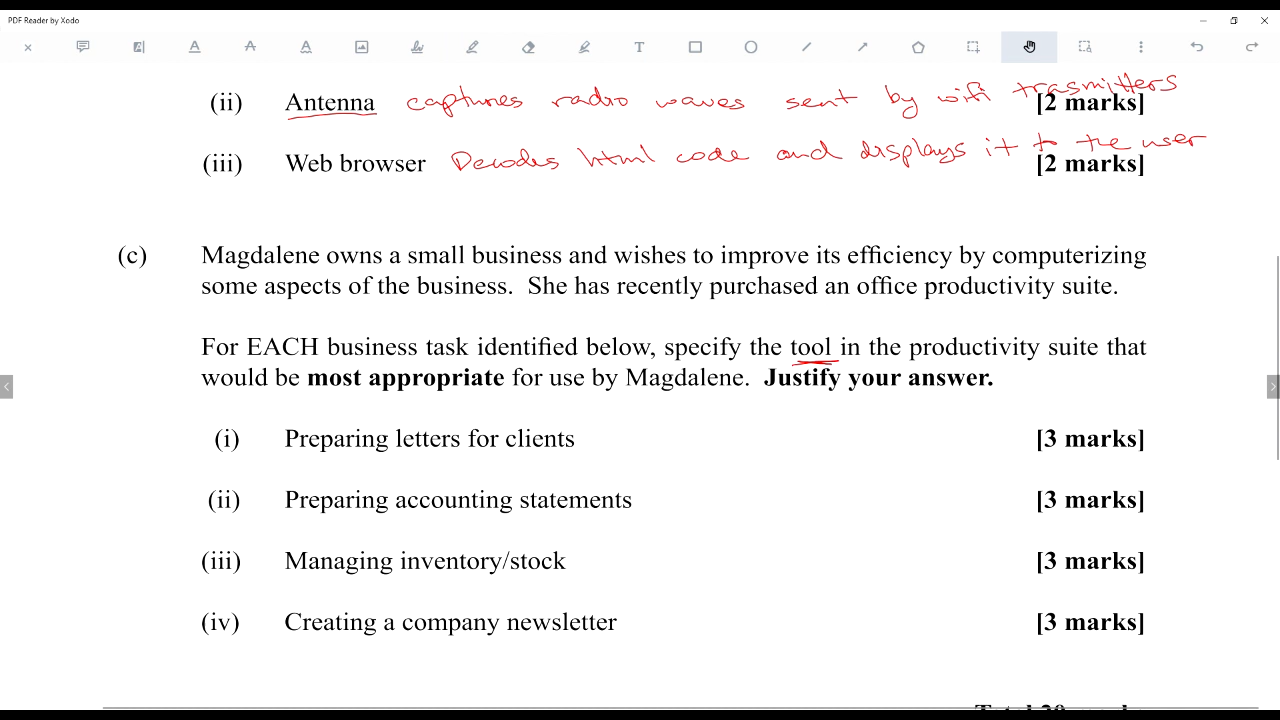 PDF Reader by Xodo
(ii) Antenna captures radio waves sent by wifi trasmitters [2 marks]
(iii) Web browser Decodes html code and displays it to the user [2 marks]
(c) Magdalene owns a small business and wishes to improve its efficiency by computerizing
some aspects of the business. She has recently purchased an office productivity suite.
For EACH business task identified below, specify the tool in the productivity suite that
would be most appropriate for use by Magdalene. Justify your answer.
(i) Preparing letters for clients [3 marks]
(ii) Preparing accounting statements [3 marks]
(iii) Managing inventory/stock [3 marks]
(iv) Creating a company newsletter [3 marks]